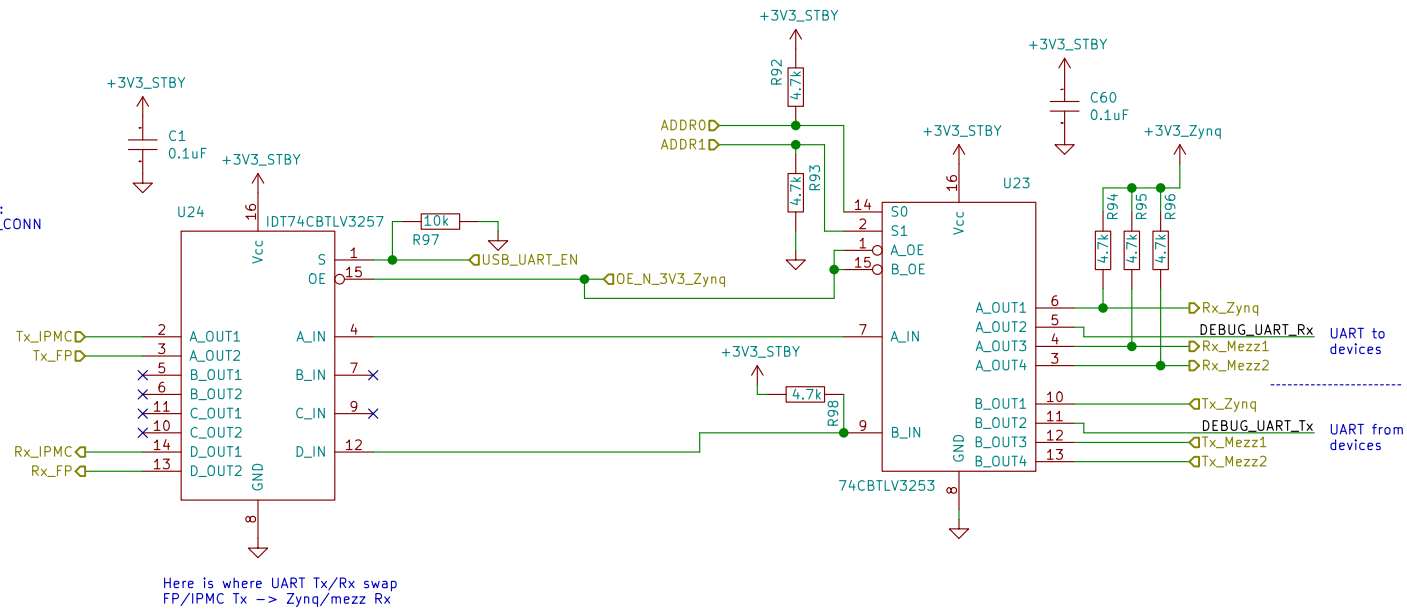 +3V3_STBY
+3V3_STBY
+3V3_STBY
C1
0.1uF
+3V3_STBY
R92
4.7k
C60
0.1uF
ADDR0
ADDR1
+3V3_STBY
+3V3_Zynq
:
_CONN
U24
16
IDT74CBTLV3257
Vcc
10k
R97
4.7k
R93
16
U23
Vcc
R94
R95
R96
4.7k
4.7k
4.7k
S
1
USB_UART_EN
OE
15
OE_N_3V3_Zynq
14
S0
2
S1
1
A_OE
15
B_OE
Tx_IPMC
2
A_OUT1
A_IN
4
Tx_FP
3
A_OUT2
5
B_OUT1
B_IN
7
6
B_OUT2
11
C_OUT1
C_IN
9
10
C_OUT2
Rx_IPMC
14
D_OUT1
D_IN
12
Rx_FP
13
D_OUT2
GND
8
7
A_IN
+3V3_STBY
4.7k
R98
9
B_IN
A_OUT1
6
Rx_Zynq
A_OUT2
5
DEBUG_UART_Rx
A_OUT3
4
Rx_Mezz1
A_OUT4
3
Rx_Mezz2
UART to
devices
B_OUT1
10
Tx_Zynq
B_OUT2
11
DEBUG_UART_Tx
B_OUT3
12
Tx_Mezz1
B_OUT4
13
Tx_Mezz2
UART from
devices
GND
8
74CBTLV3253
Here is where UART Tx/Rx swap
FP/IPMC Tx -> Zynq/mezz Rx